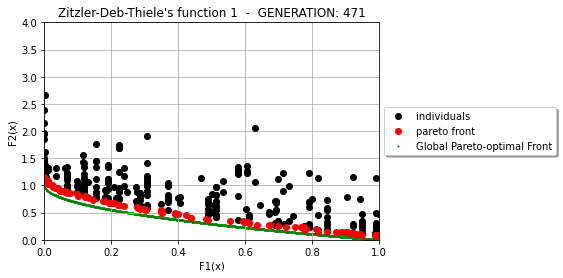 Zitzler-Deb-Thiele's function 1 - GENERATION: 471
4.0
3.5
3.0
2.5
2.0
1.5
1.0
0.5
0.0
F2(x)
0.0 0.2 0.4 0.6 0.8 1.0
F1(x)
individuals
pareto front
Global Pareto-optimal Front